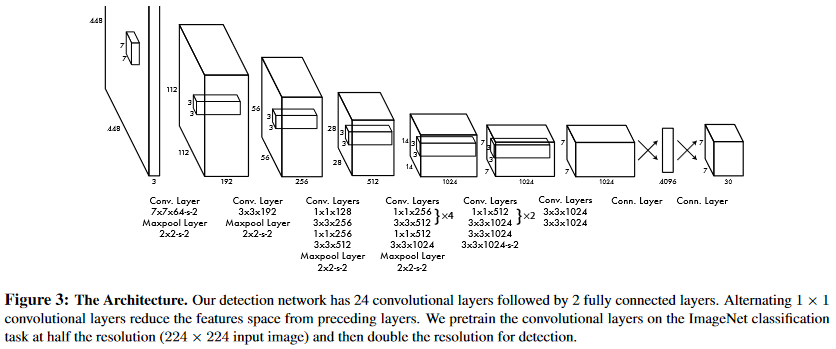 448
448
7
7
3
112
112
3
3
192
56
56
3
3
256
28
28
3
3
512
14
14
3
3
1024
7
7
3
3
1024
7
7
1024
4096
7
7
30
Conv. Layer
7x7x64-s-2
Maxpool Layer
2x2-s-2
Conv. Layer
3x3x192
Maxpool Layer
2x2-s-2
Conv. Layers
1x1x128
3x3x256
1x1x256
3x3x512
Maxpool Layer
2x2-s-2
Conv. Layers
1x1x256
3x3x512
}×4
1x1x512
3x3x1024
Maxpool Layer
2x2-s-2
Conv. Layers
1x1x512
3x3x1024
}×2
3x3x1024
3x3x1024-s-2
Conv. Layers
3x3x1024
3x3x1024
Conn. Layer
Conn. Layer
Figure 3: The Architecture. Our detection network has 24 convolutional layers followed by 2 fully connected layers. Alternating 1 × 1
convolutional layers reduce the features space from preceding layers. We pretrain the convolutional layers on the ImageNet classification
task at half the resolution (224 × 224 input image) and then double the resolution for detection.